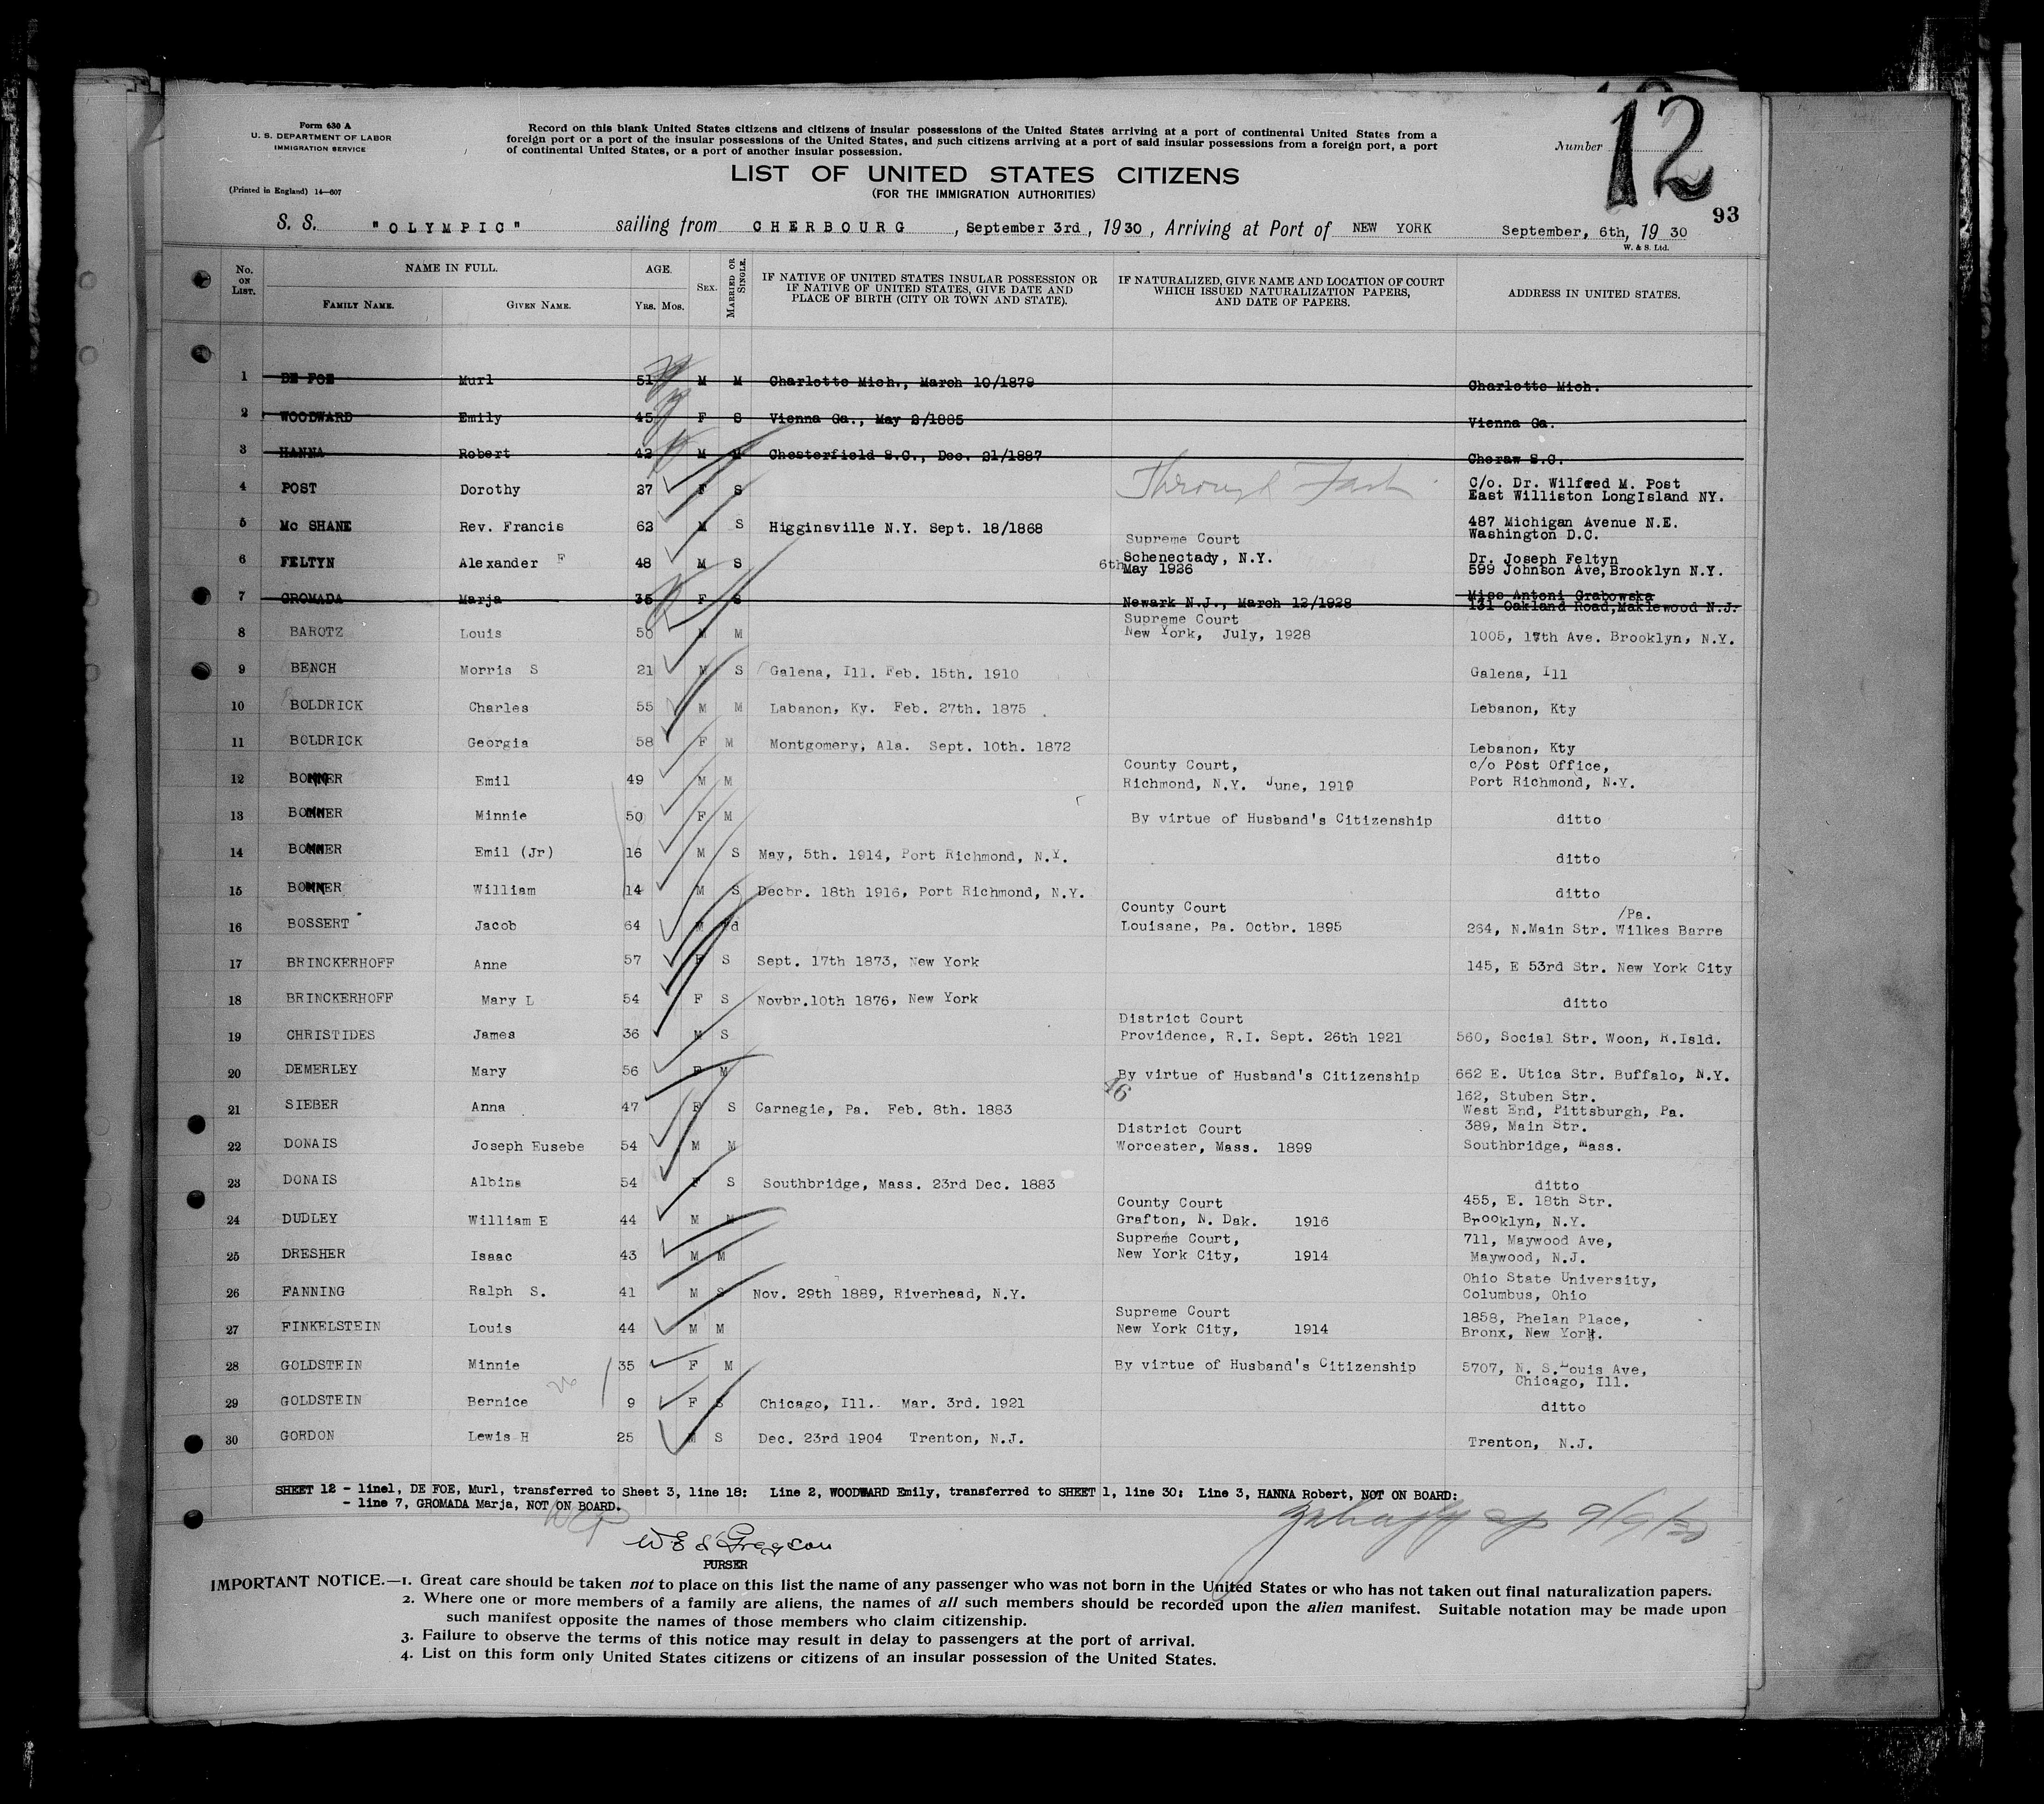 Form 630 A
U. S. DEPARTMENT OF LABOR
IMMIGRATION SERVICE
(Printed in England) 14—607
Record on this blank United States citizens and citizens of insular possessions of the United States arriving at a port of continental United States from a
foreign port or a port of the insular possessions of the United States, and such citizens arriving at a port of said insular possessions from a foreign port, a port
of continental United States, or a port of another insular possession.
Number 12
LIST OF UNITED STATES CITIZENS
(FOR THE IMMIGRATION AUTHORITIES)
93
S. S. "OLYMPIC" sailing from CHERBOURG, September 3rd, 1930, Arriving at Port of NEW YORK September, 6th, 19 30
W. & S. Ltd.
No. ON LIST. NAME IN FULL. FAMILY NAME. GIVEN NAME. AGE. YRS. MOS. SEX. MARRIED OR SINGLE. IF NATIVE OF UNITED STATES INSULAR POSSESSION OR IF NATIVE OF UNITED STATES, GIVE DATE AND PLACE OF BIRTH (CITY OR TOWN AND STATE). IF NATURALIZED, GIVE NAME AND LOCATION OF COURT WHICH ISSUED NATURALIZATION PAPERS, AND DATE OF PAPERS. ADDRESS IN UNITED STATES.
1 DE FOE Murl 51 M M Charlotte Mich., March 10/1879 Charlotte Mich.
2 WOODWARD Emily 45 F S Vienna Ga., May 2/1885 Vienna Ga.
3 HANNA Robert 42 M M Chesterfield S.C., Dec. 21/1887 Cheraw S.C.
4 POST Dorothy 27 F S Through C/o. Dr. Wilfred M. Post
East Williston LongIsland NY.
5 Mc SHANE Rev. Francis 62 M S Higginsville N.Y. Sept. 18/1868 487 Michigan Avenue N.E.
Washington D.C.
Supreme Court
6 FELTYN Alexander F 48 M S Schenectady, N.Y. Dr. Joseph Feltyn
6th May 1926 599 Johnson Ave, Brooklyn N.Y.
7 GROMADA Marja 35 F S Newark N.J., March 12/1928 Miss Antoni Grabowska
131 Oakland Road, Maklewood N.J.
Supreme Court
8 BAROTZ Louis 50 M M New York, July, 1928 1005, 17th Ave. Brooklyn, N.Y.
9 BENCH Morris S 21 M S Galena, Ill. Feb. 15th. 1910 Galena, Ill
10 BOLDRICK Charles 55 M M Labanon, Ky. Feb. 27th. 1875 Lebanon, Kty
11 BOLDRICK Georgia 58 F M Montgomery, Ala. Sept. 10th. 1872 Lebanon, Kty
County Court, c/o Post Office,
12 BONNER Emil 49 M M Richmond, N.Y. June, 1919 Port Richmond, N.Y.
13 BONNER Minnie 50 F M By virtue of Husband's Citizenship ditto
14 BONNER Emil (Jr) 16 M S May, 5th. 1914, Port Richmond, N.Y. ditto
15 BONNER William 14 M S Decbr. 18th 1916, Port Richmond, N.Y. ditto
County Court /Pa.
16 BOSSERT Jacob 64 M Wd Louisane, Pa. Octbr. 1895 264, N.Main Str. Wilkes Barre
17 BRINCKERHOFF Anne 57 F S Sept. 17th 1873, New York 145, E 53rd Str. New York City
18 BRINCKERHOFF Mary L 54 F S Novbr.10th 1876, New York ditto
District Court
19 CHRISTIDES James 36 M S Providence, R.I. Sept. 26th 1921 560, Social Str. Woon, R.Isld.
20 DEMERLEY Mary 56 F M By virtue of Husband's Citizenship 662 E. Utica Str. Buffalo, N.Y.
46
21 SIEBER Anna 47 F S Carnegie, Pa. Feb. 8th. 1883 162, Stuben Str.
West End, Pittsburgh, Pa.
District Court 389, Main Str.
22 DONAIS Joseph Eusebe 54 M M Worcester, Mass. 1899 Southbridge, Mass.
23 DONAIS Albina 54 F S Southbridge, Mass. 23rd Dec. 1883 ditto
County Court 455, E. 18th Str.
24 DUDLEY William E 44 M M Grafton, N. Dak. 1916 Brooklyn, N.Y.
Supreme Court, 711, Maywood Ave,
25 DRESHER Isaac 43 M M New York City, 1914 Maywood, N.J.
Ohio State University,
26 FANNING Ralph S. 41 M S Nov. 29th 1889, Riverhead, N.Y. Columbus, Ohio
Supreme Court 1858, Phelan Place,
27 FINKELSTEIN Louis 44 M M New York City, 1914 Bronx, New York.
28 GOLDSTEIN Minnie 35 F M By virtue of Husband's Citizenship 5707, N. S.Louis Ave,
Chicago, Ill.
29 GOLDSTEIN Bernice 9 F S Chicago, Ill. Mar. 3rd. 1921 ditto
30 GORDON Lewis H 25 M S Dec. 23rd 1904 Trenton, N.J. Trenton, N.J.
SHEET 12 - line1, DE FOE, Murl, transferred to Sheet 3, line 18: Line 2, WOODWARD Emily, transferred to SHEET 1, line 30: Line 3, HANNA Robert, NOT ON BOARD:
- line 7, GROMADA Marja, NOT ON BOARD.
PURSER
IMPORTANT NOTICE.—1. Great care should be taken not to place on this list the name of any passenger who was not born in the United States or who has not taken out final naturalization papers.
2. Where one or more members of a family are aliens, the names of all such members should be recorded upon the alien manifest. Suitable notation may be made upon
such manifest opposite the names of those members who claim citizenship.
3. Failure to observe the terms of this notice may result in delay to passengers at the port of arrival.
4. List on this form only United States citizens or citizens of an insular possession of the United States.